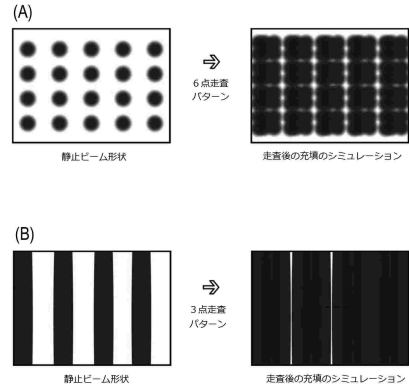 (A)
⇒
6点走査
パターン
静止ビーム形状
走査後の充填のシミュレーション
(B)
⇒
3点走査
パターン
静止ビーム形状
走査後の充填のシミュレーション